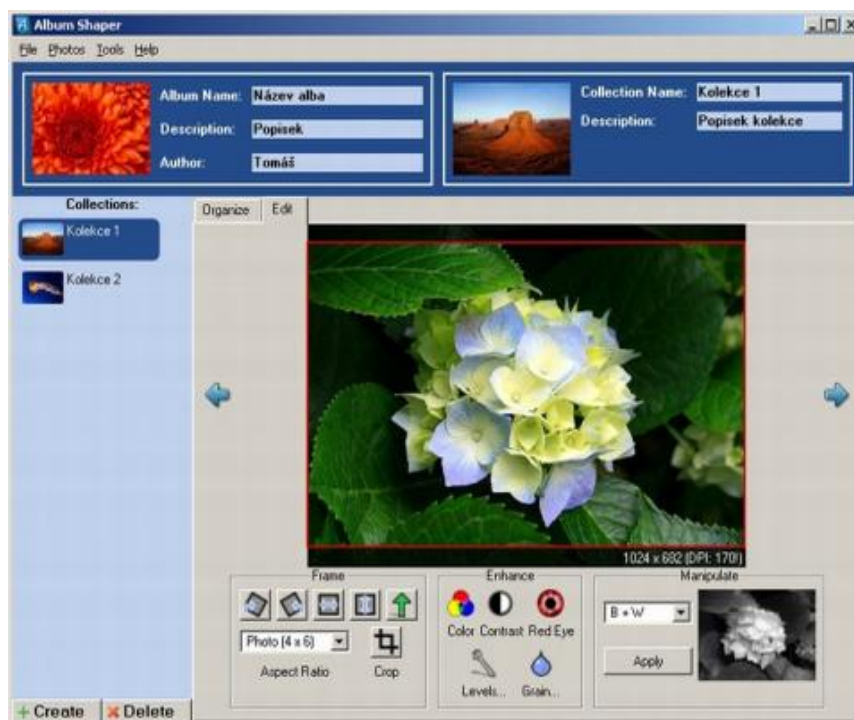 Album Shaper
File Photos Tools Help
Album Name: Název alba
Description: Popisek
Author: Tomáš
Collection Name: Kolekce 1
Description: Popisek kolekce
Collections:
Kolekce 1
Kolekce 2
Organize Edit
1024 x 682 (DPI: 170!)
Frame
Photo (4 x 6)
Aspect Ratio Crop
Enhance
Color Contrast Red Eye
Levels... Grain...
Manipulate
B + W
Apply
Create Delete